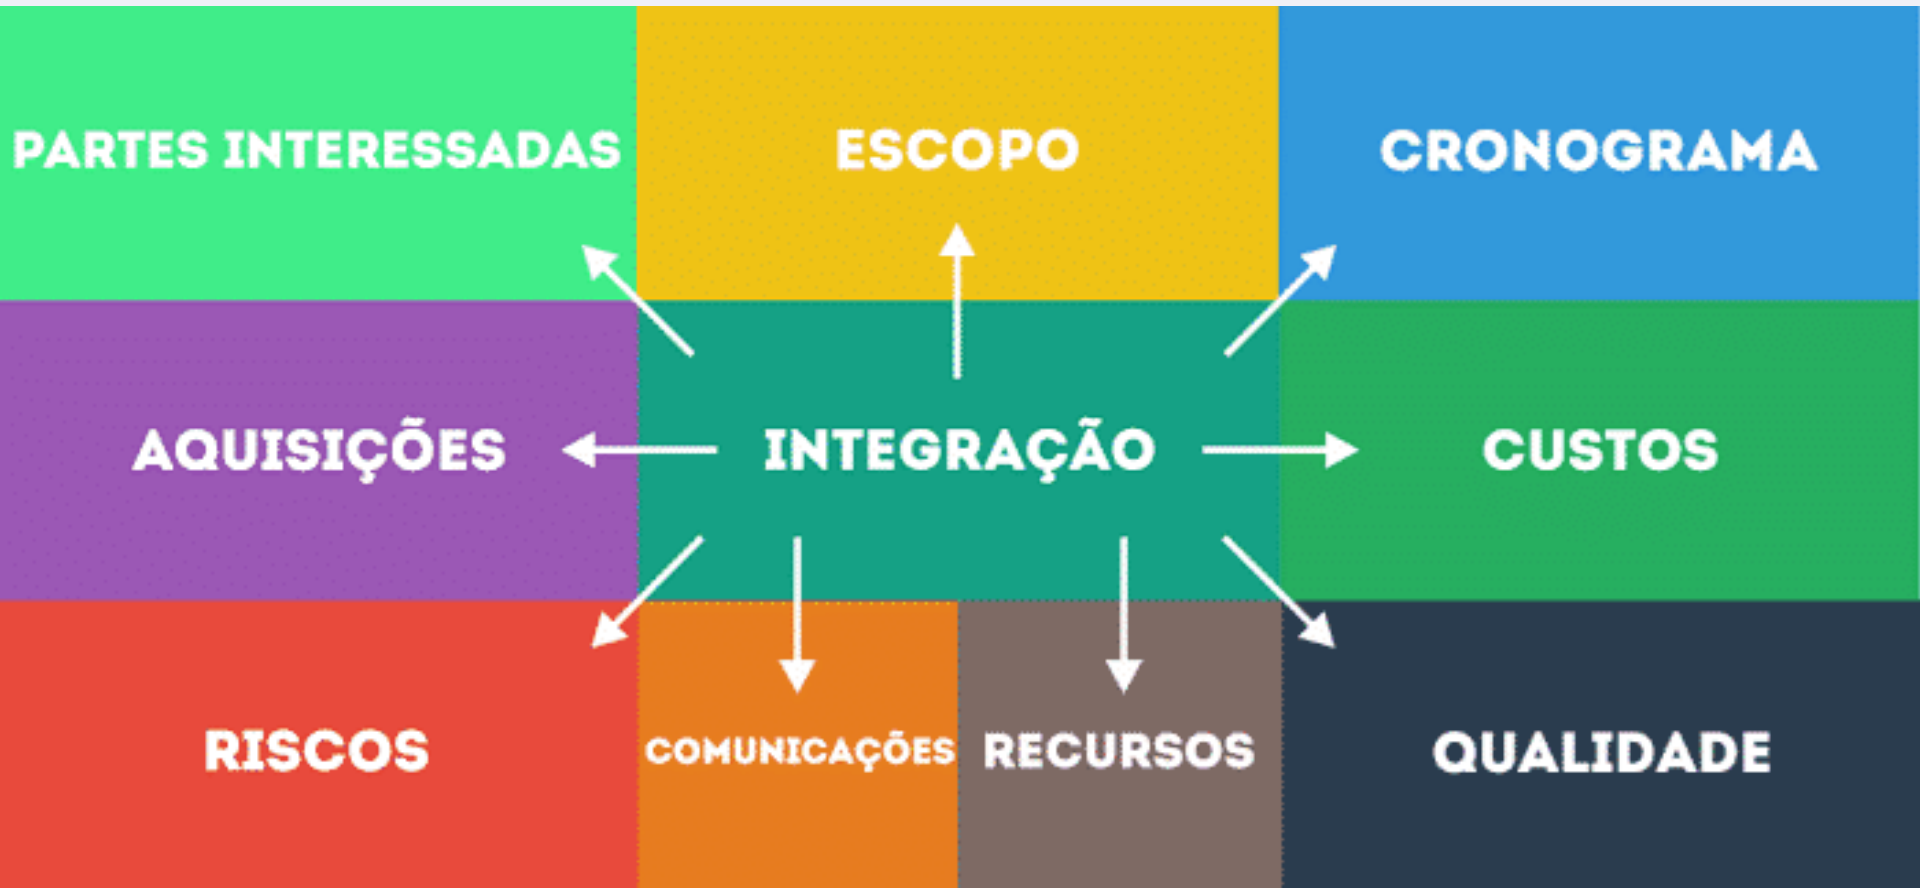 PARTES INTERESSADAS
ESCOPO
CRONOGRAMA
AQUISIÇÕES
INTEGRAÇÃO
CUSTOS
RISCOS
COMUNICAÇÕES
RECURSOS
QUALIDADE